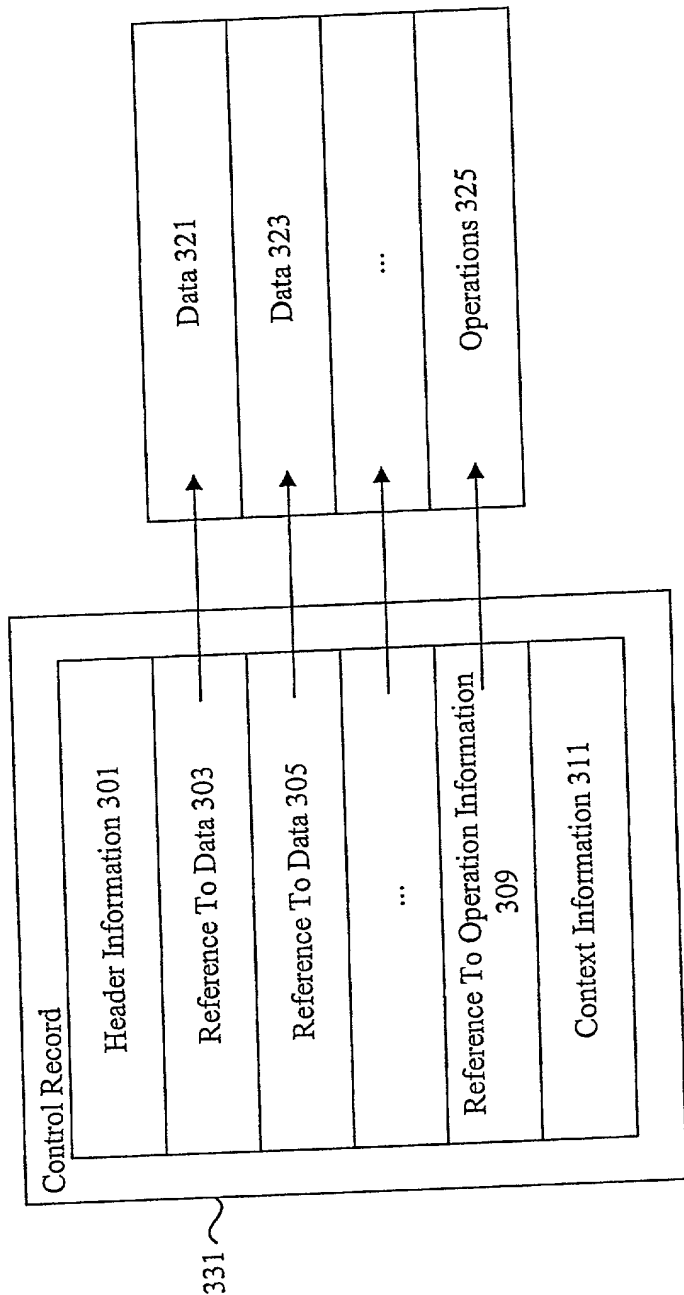 Control Record
Header Information 301
Reference To Data 303
Reference To Data 305
...
Reference To Operation Information
309
Context Information 311
331
Data 321
Data 323
...
Operations 325